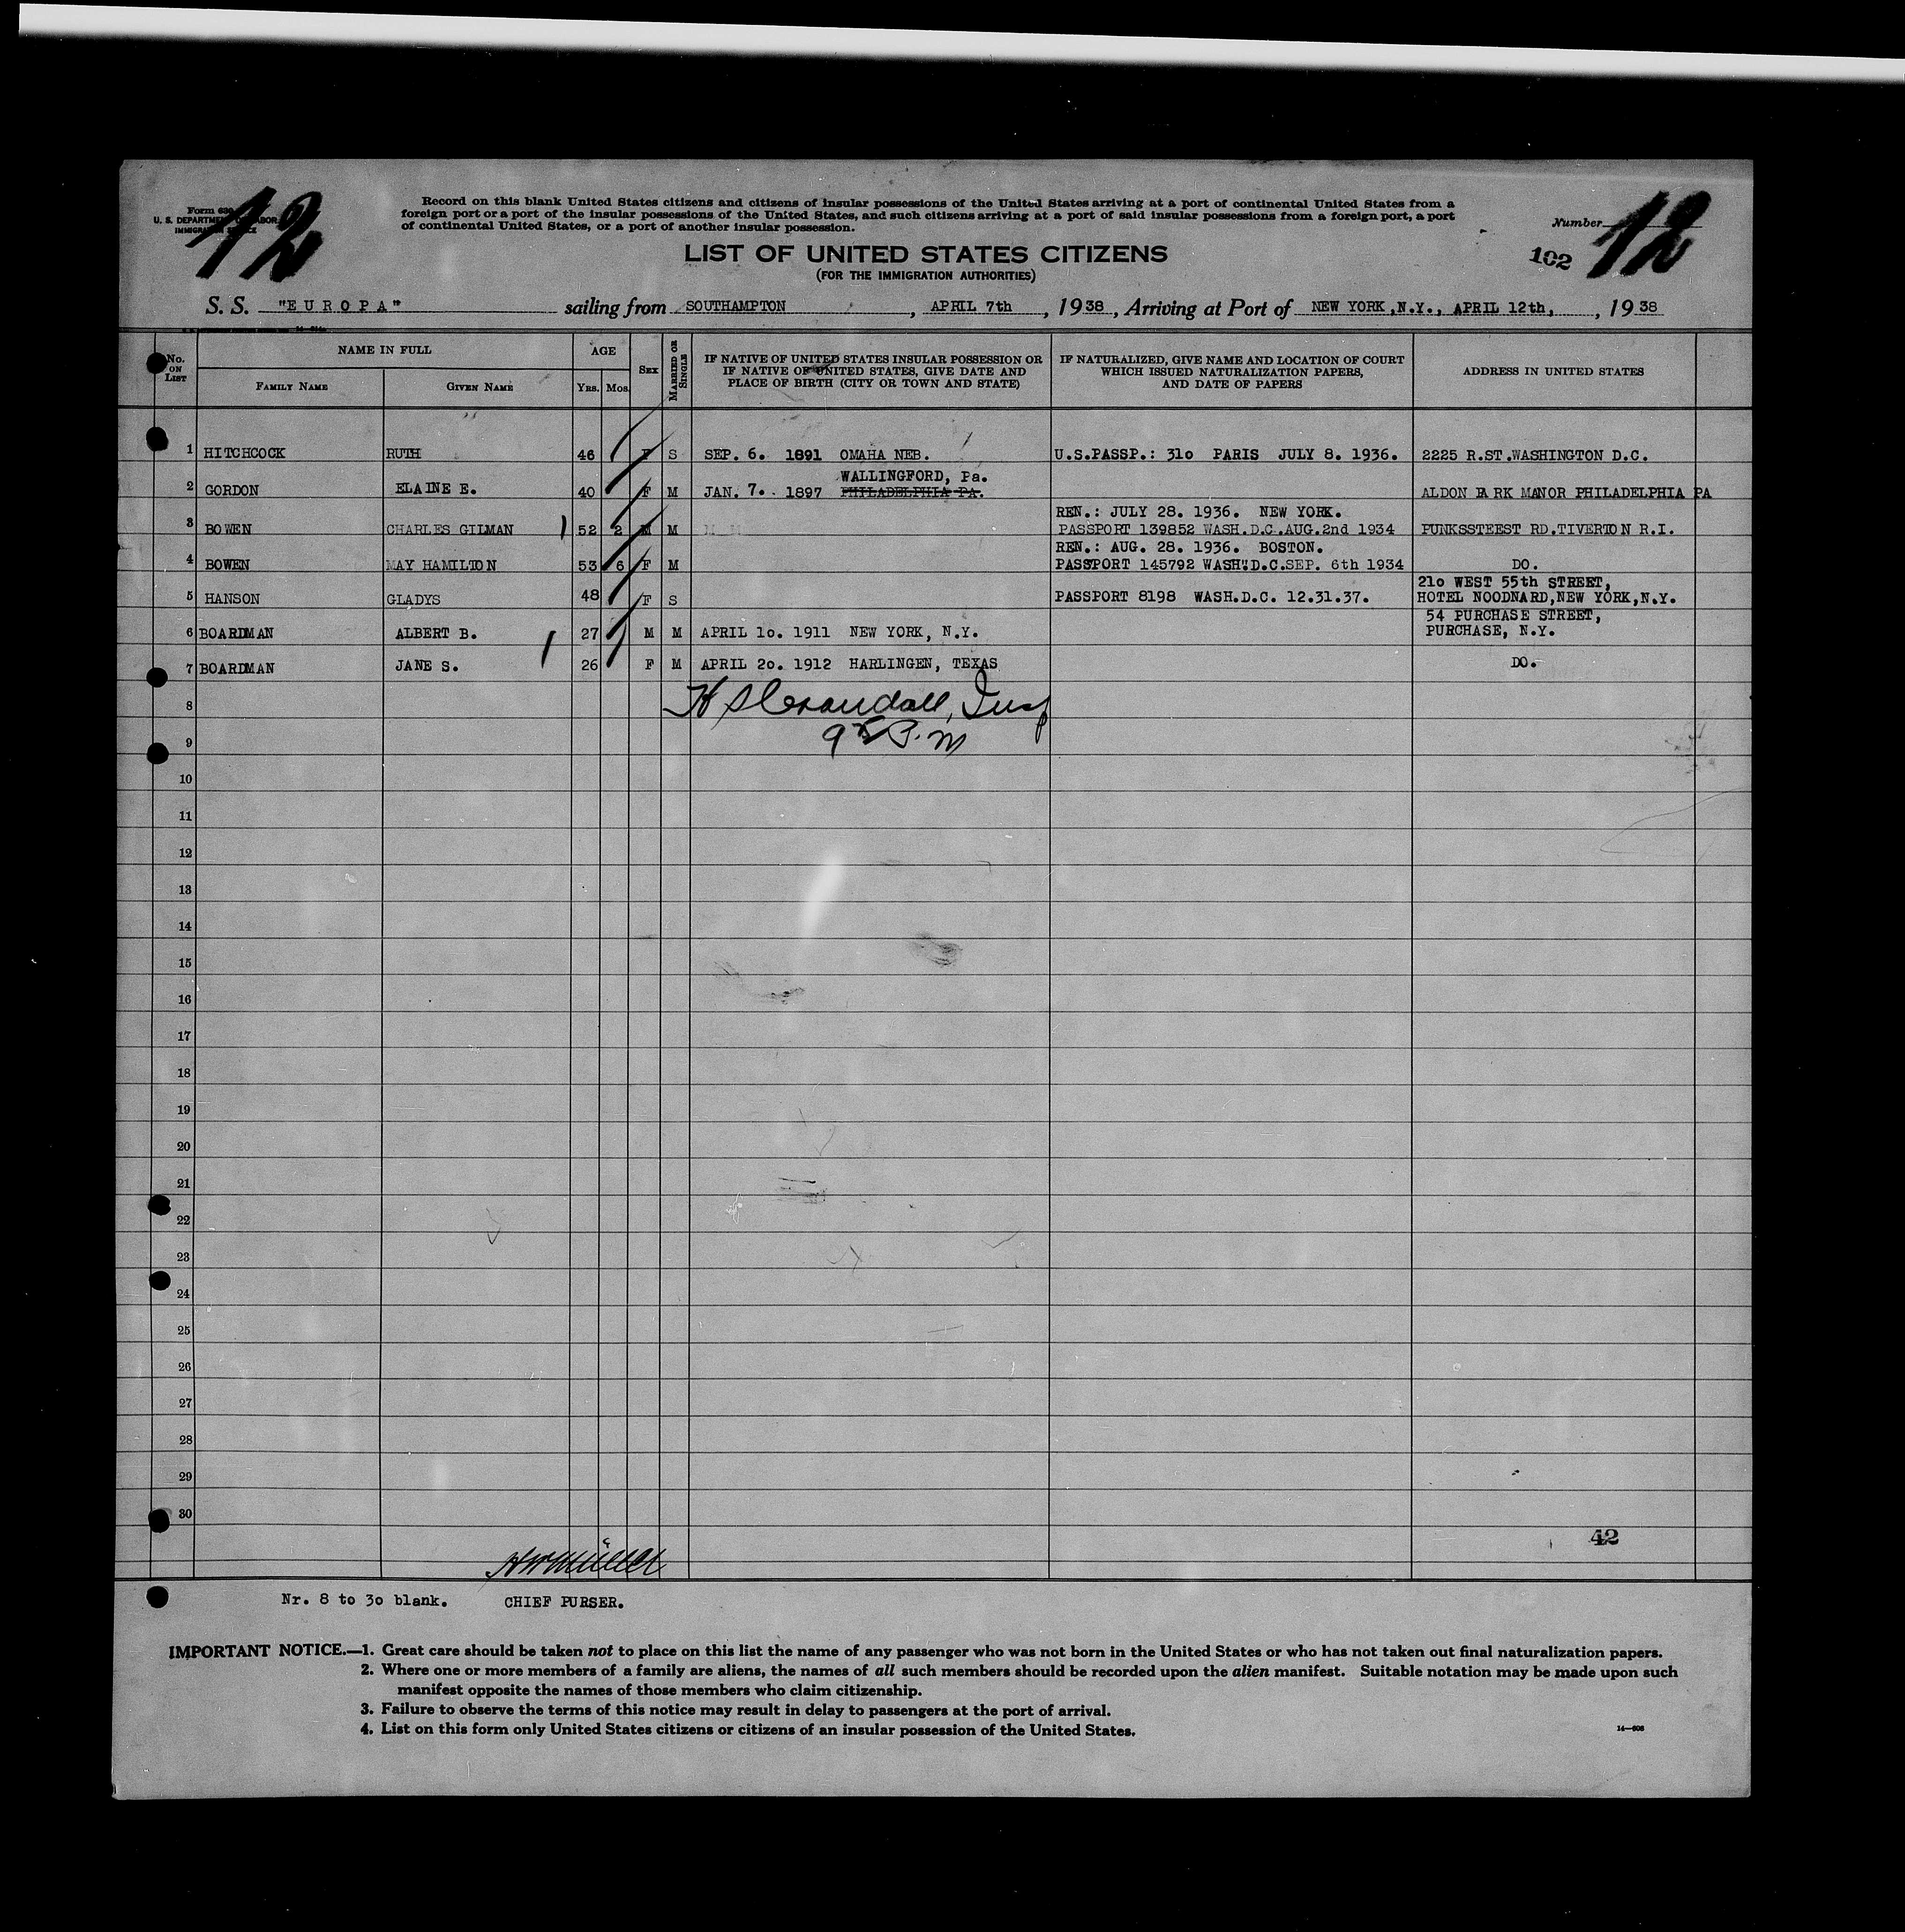 12
Form 630
U. S. DEPARTMENT OF LABOR
IMMIGRATION SERVICE
Record on this blank United States citizens and citizens of insular possessions of the United States arriving at a port of continental United States from a
foreign port or a port of the insular possessions of the United States, and such citizens arriving at a port of said insular possessions from a foreign port, a port
of continental United States, or a port of another insular possession.
Number 12
102
LIST OF UNITED STATES CITIZENS
(FOR THE IMMIGRATION AUTHORITIES)
S. S. "EUROPA" sailing from SOUTHAMPTON, APRIL 7th, 1938, Arriving at Port of NEW YORK,N.Y., APRIL 12th, , 1938
No. ON LIST
NAME IN FULL
FAMILY NAME GIVEN NAME
AGE
YRS. MOS.
SEX
MARRIED OR SINGLE
IF NATIVE OF UNITED STATES INSULAR POSSESSION OR
IF NATIVE OF UNITED STATES, GIVE DATE AND
PLACE OF BIRTH (CITY OR TOWN AND STATE)
IF NATURALIZED, GIVE NAME AND LOCATION OF COURT
WHICH ISSUED NATURALIZATION PAPERS,
AND DATE OF PAPERS
ADDRESS IN UNITED STATES
1 HITCHCOCK RUTH 46 F S SEP. 6. 1891 OMAHA NEB. U.S.PASSP.: 31o PARIS JULY 8. 1936. 2225 R.ST.WASHINGTON D.C.
WALLINGFORD, Pa.
2 GORDON ELAINE E. 40 F M JAN. 7. 1897 PHILADELPHIA PA. ALDON PARK MANOR PHILADELPHIA PA
REN.: JULY 28. 1936. NEW YORK.
3 BOWEN CHARLES GILMAN 52 2 M M PASSPORT 139852 WASH.D.C.AUG.2nd 1934 PUNKSSTEEST RD.TIVERTON R.I.
REN.: AUG. 28. 1936. BOSTON.
4 BOWEN MAY HAMILTON 53 6 F M PASSPORT 145792 WASH.D.C.SEP. 6th 1934 DO.
21o WEST 55th STREET,
5 HANSON GLADYS 48 F S PASSPORT 8198 WASH.D.C. 12.31.37. HOTEL NOODNARD,NEW YORK,N.Y.
54 PURCHASE STREET,
6 BOARDMAN ALBERT B. 27 M M APRIL 1o. 1911 NEW YORK, N.Y. PURCHASE, N.Y.
7 BOARDMAN JANE S. 26 F M APRIL 2o. 1912 HARLINGEN, TEXAS DO.
8 Crandall, Insp
9 P.M
10
11
12
13
14
15
16
17
18
19
20
21
22
23
24
25
26
27
28
29
30
42
Nr. 8 to 3o blank. CHIEF PURSER.
IMPORTANT NOTICE.—1. Great care should be taken not to place on this list the name of any passenger who was not born in the United States or who has not taken out final naturalization papers.
2. Where one or more members of a family are aliens, the names of all such members should be recorded upon the alien manifest. Suitable notation may be made upon such
manifest opposite the names of those members who claim citizenship.
3. Failure to observe the terms of this notice may result in delay to passengers at the port of arrival.
4. List on this form only United States citizens or citizens of an insular possession of the United States.
14—608